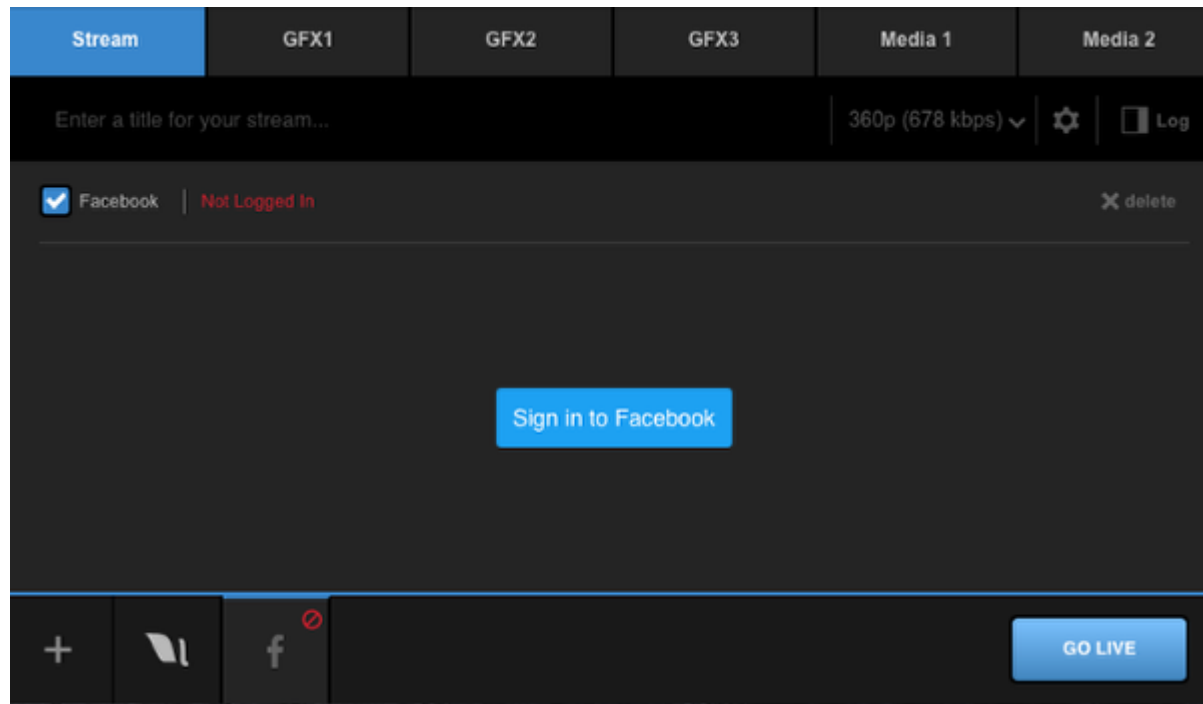 Stream GFX1 GFX2 GFX3 Media 1 Media 2
Enter a title for your stream... 360p (678 kbps) Log
Facebook Not Logged In delete
Sign in to Facebook
GO LIVE